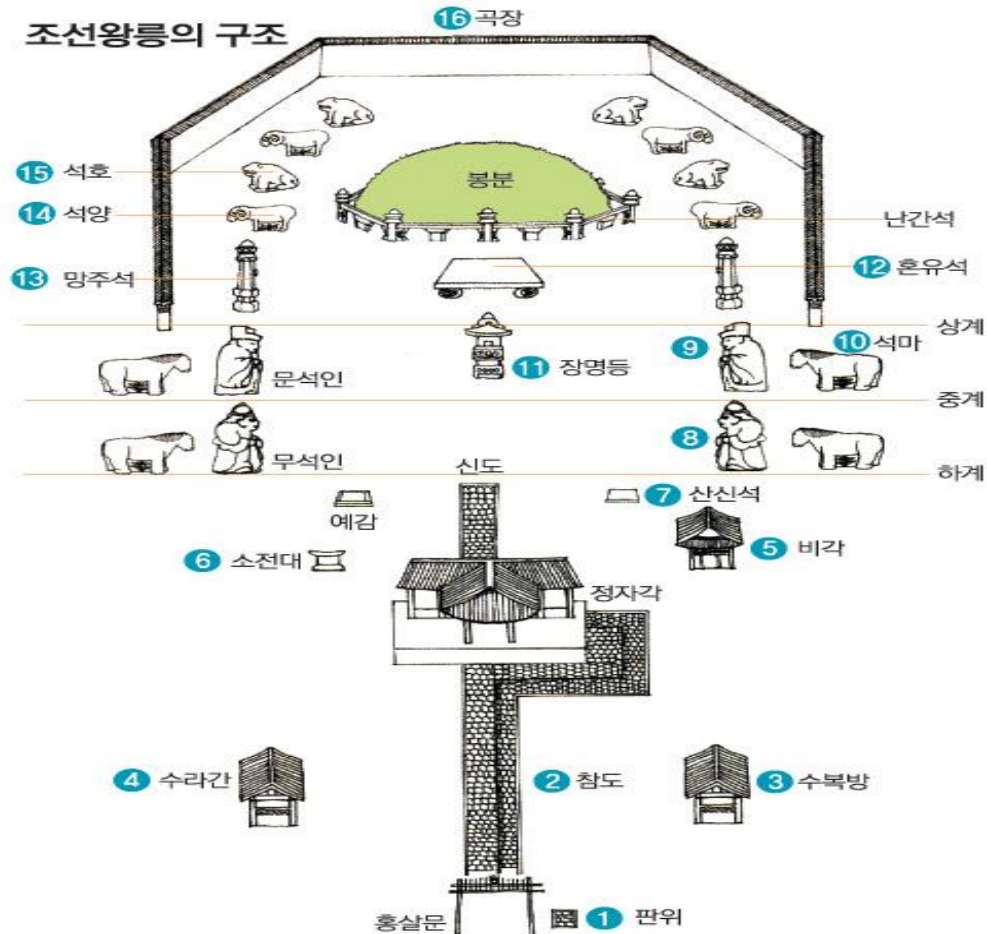 조선왕릉의 구조
16 곡장
15 석호
봉분
14 석양
난간석
13 망주석
12 혼유석
상계
9
10 석마
문석인
11 장명등
중계
8
무석인
신도
하계
예감
7 산신석
6 소전대
5 비각
정자각
4 수라간
2 참도
3 수복방
홍살문
1 판위